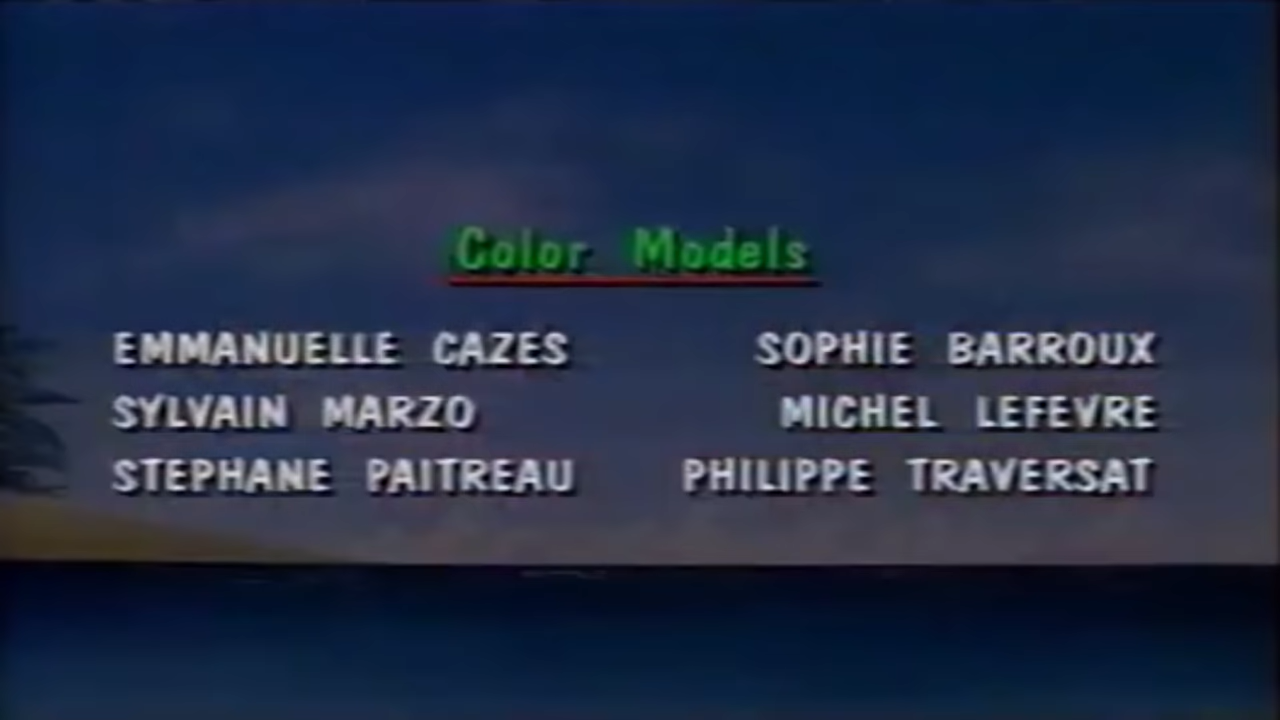 Color Models
EMMANUELLE CAZES SOPHIE BARROUX
SYLVAIN MARZO MICHEL LEFEVRE
STEPHANE PAITREAU PHILIPPE TRAVERSAT